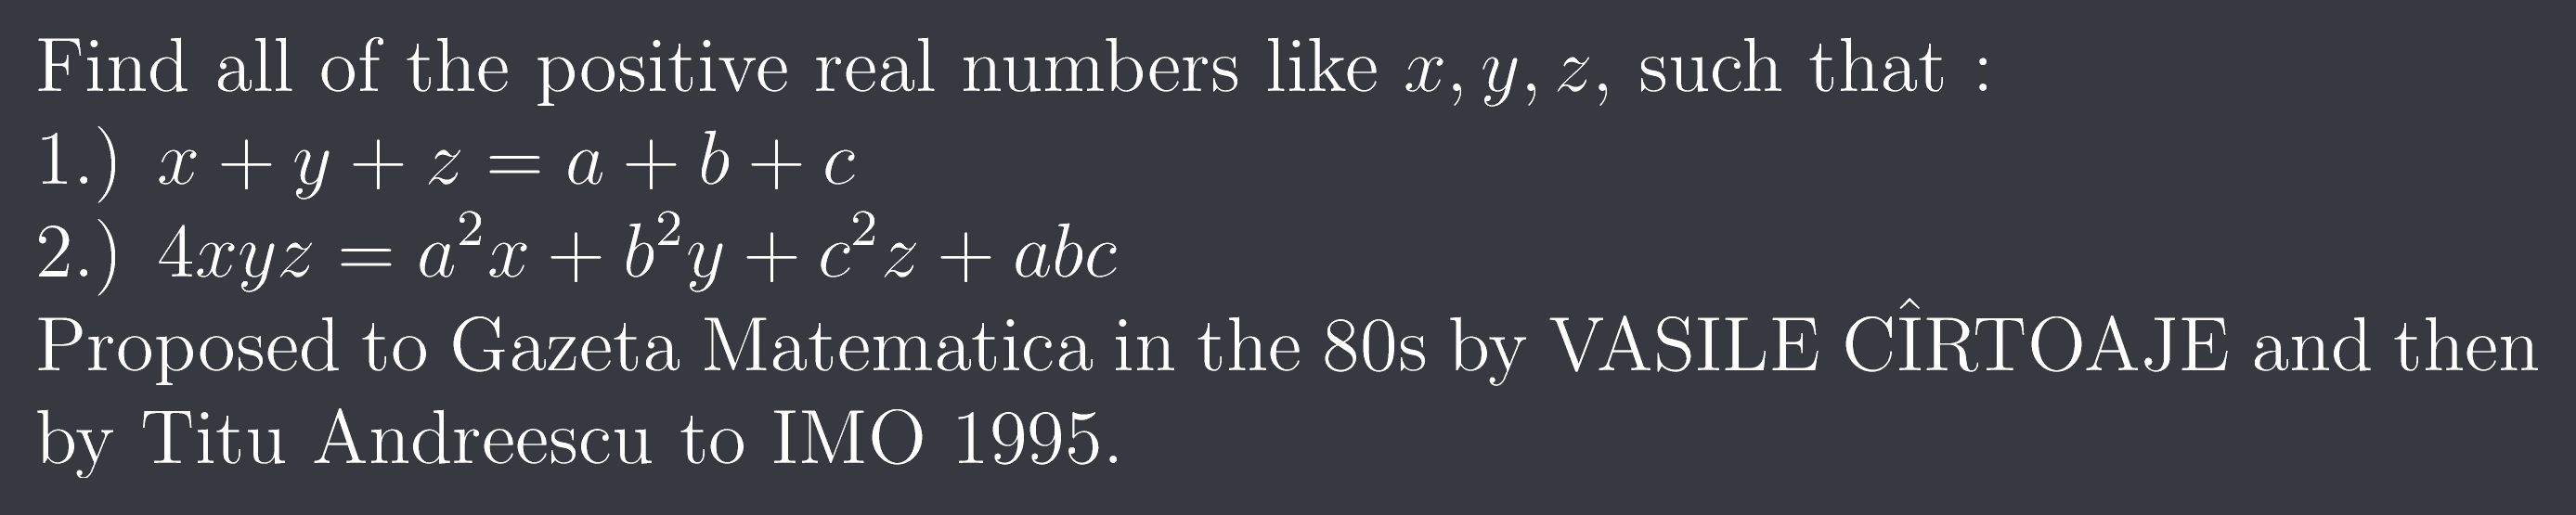 Find all of the positive real numbers like x, y, z, such that :
1.) x + y + z = a + b + c
2.) 4xyz = a²x + b²y + c²z + abc
Proposed to Gazeta Matematica in the 80s by VASILE CÎRTOAJE and then
by Titu Andreescu to IMO 1995.